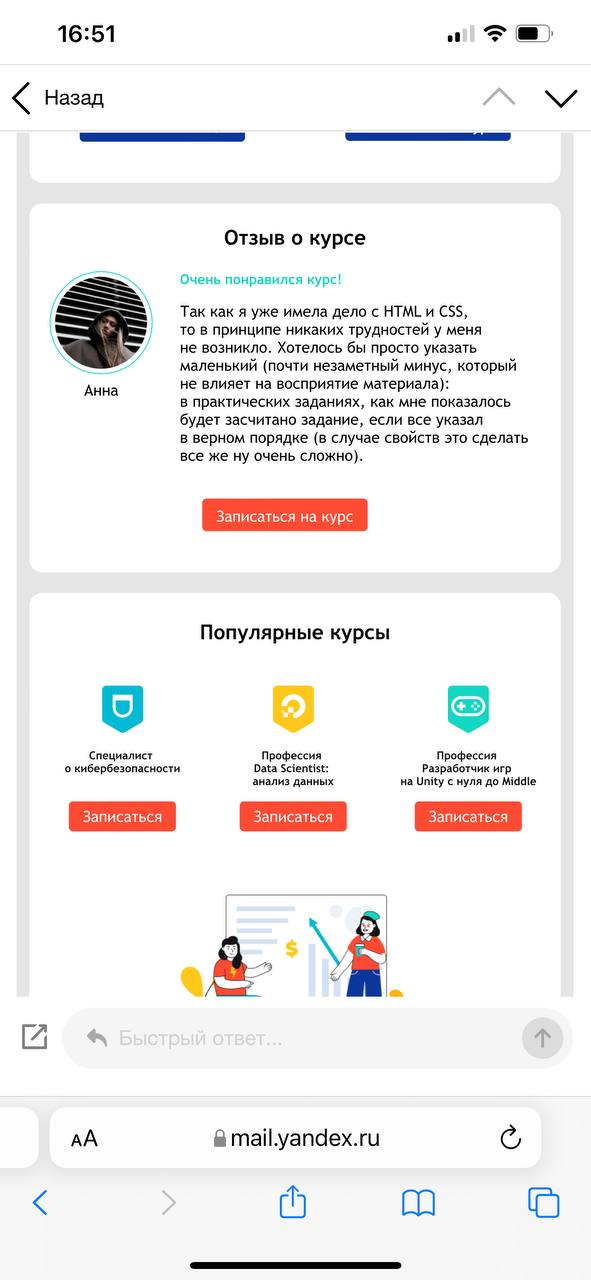 16:51
Назад
Отзыв о курсе
Очень понравился курс!
Так как я уже имела дело с HTML и CSS,
то в принципе никаких трудностей у меня
не возникло. Хотелось бы просто указать
маленький (почти незаметный минус, который
не влияет на восприятие материала):
в практических заданиях, как мне показалось
будет засчитано задание, если все указал
в верном порядке (в случае свойств это сделать
все же ну очень сложно).
Анна
Записаться на курс
Популярные курсы
Специалист
о кибербезопасности
Профессия
Data Scientist:
анализ данных
Профессия
Разработчик игр
на Unity с нуля до Middle
Записаться
Записаться
Записаться
$
Быстрый ответ...
AA
mail.yandex.ru